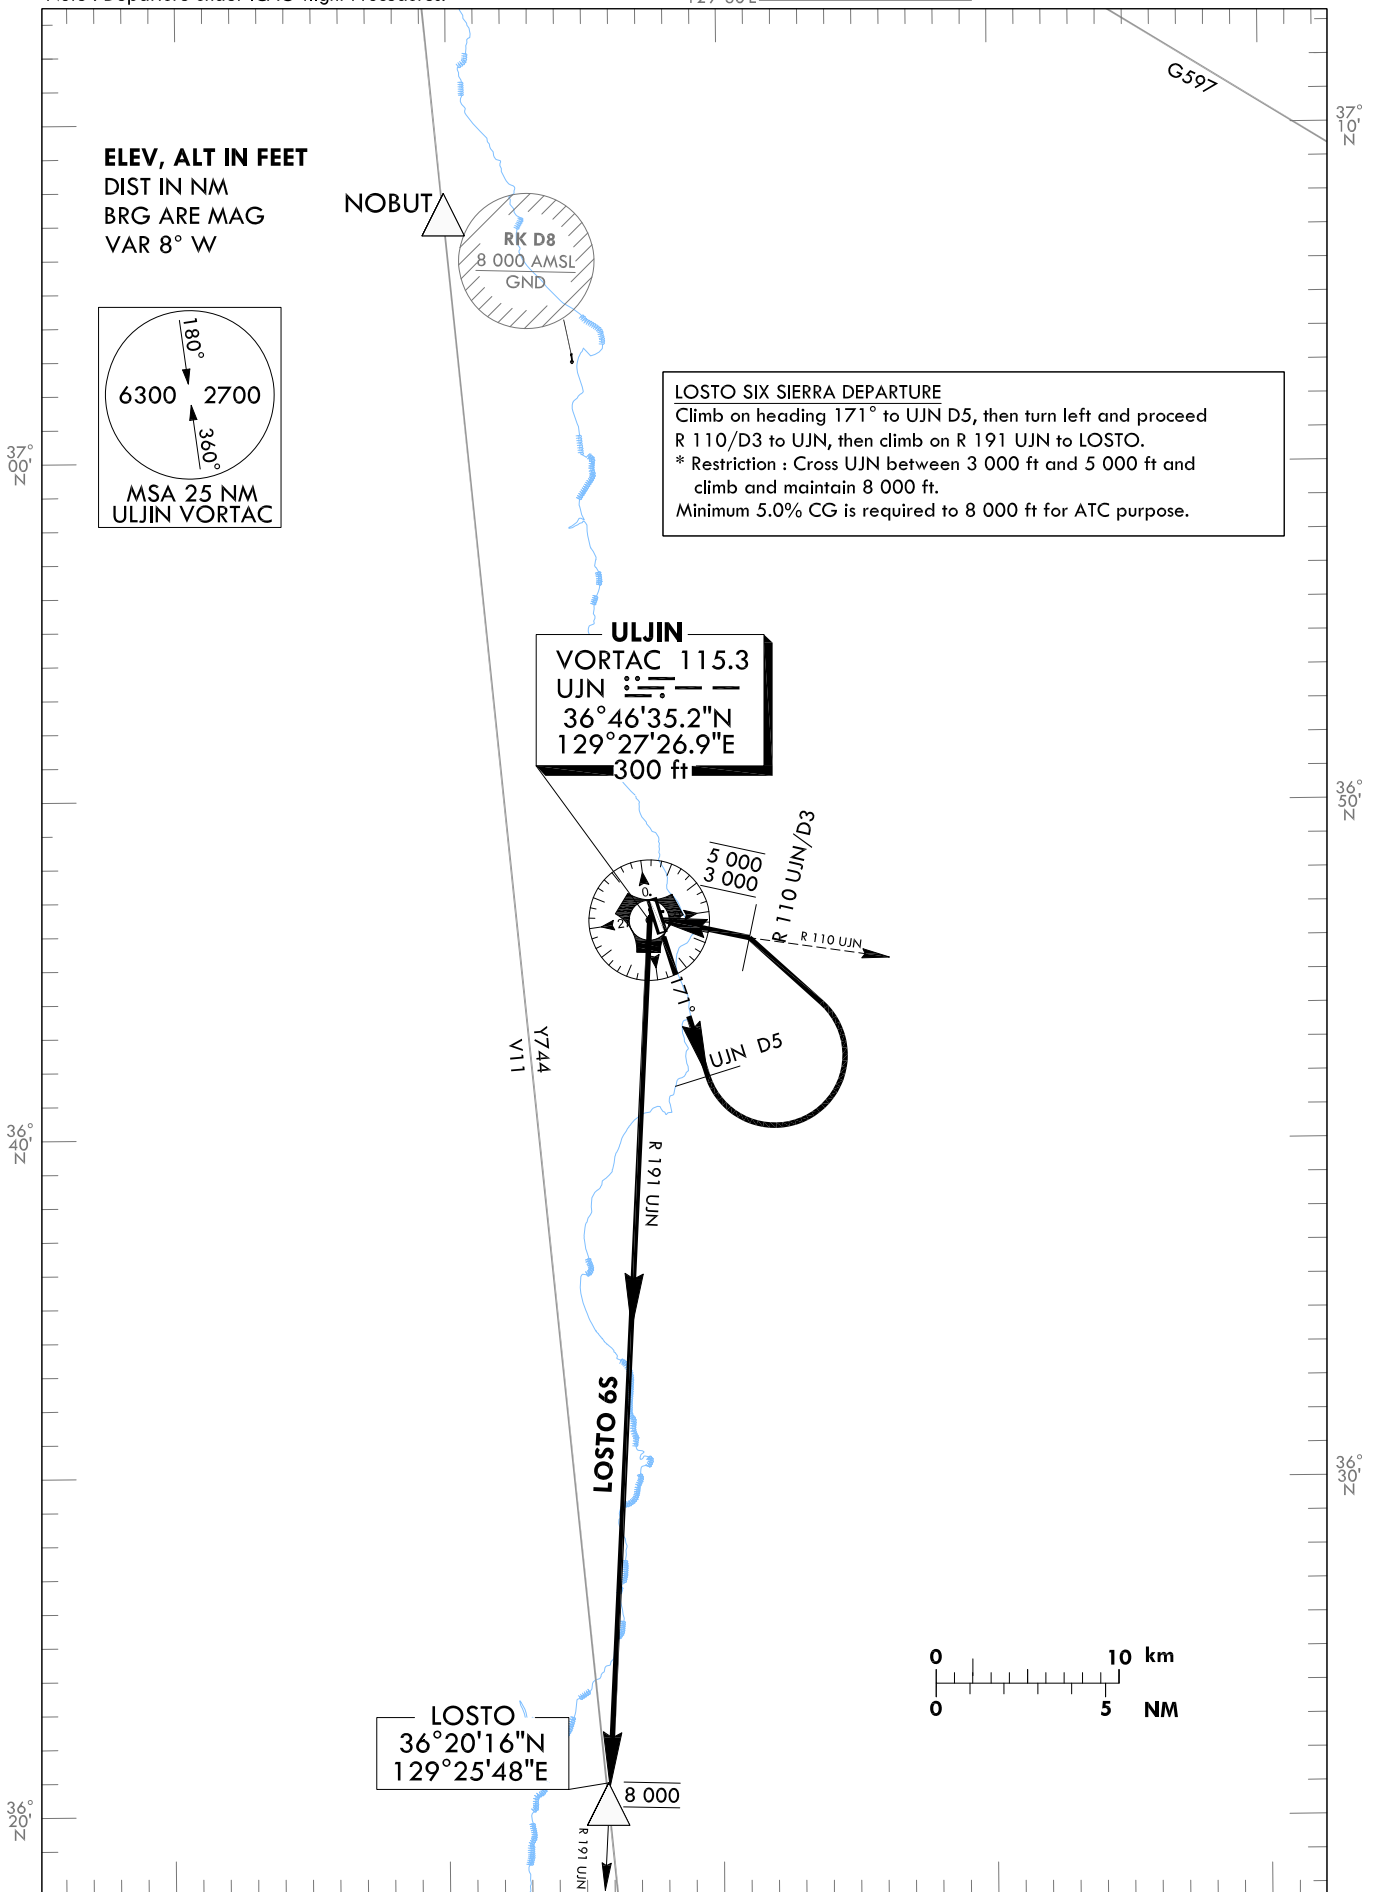 G597
37°
10'
N
ELEV, ALT IN FEET
DIST IN NM
BRG ARE MAG
VAR 8° W
NOBUT
RK D8
8 000 AMSL
GND
180°
6300 2700
360°
MSA 25 NM
ULJIN VORTAC
LOSTO SIX SIERRA DEPARTURE
Climb on heading 171° to UJN D5, then turn left and proceed
R 110/D3 to UJN, then climb on R 191 UJN to LOSTO.
* Restriction : Cross UJN between 3 000 ft and 5 000 ft and
climb and maintain 8 000 ft.
Minimum 5.0% CG is required to 8 000 ft for ATC purpose.
37°
00'
N
ULJIN
VORTAC 115.3
UJN
36°46'35.2"N
129°27'26.9"E
300 ft
36°
50'
N
5 000
3 000
R 110 UJN/D3
R 110 UJN
0
171°
UJN D5
Y744
V11
36°
40'
N
R 191 UJN
LOSTO 6S
36°
30'
N
0 10 km
0 5 NM
LOSTO
36°20'16"N
129°25'48"E
8 000
36°
20'
N
R 191 UJN